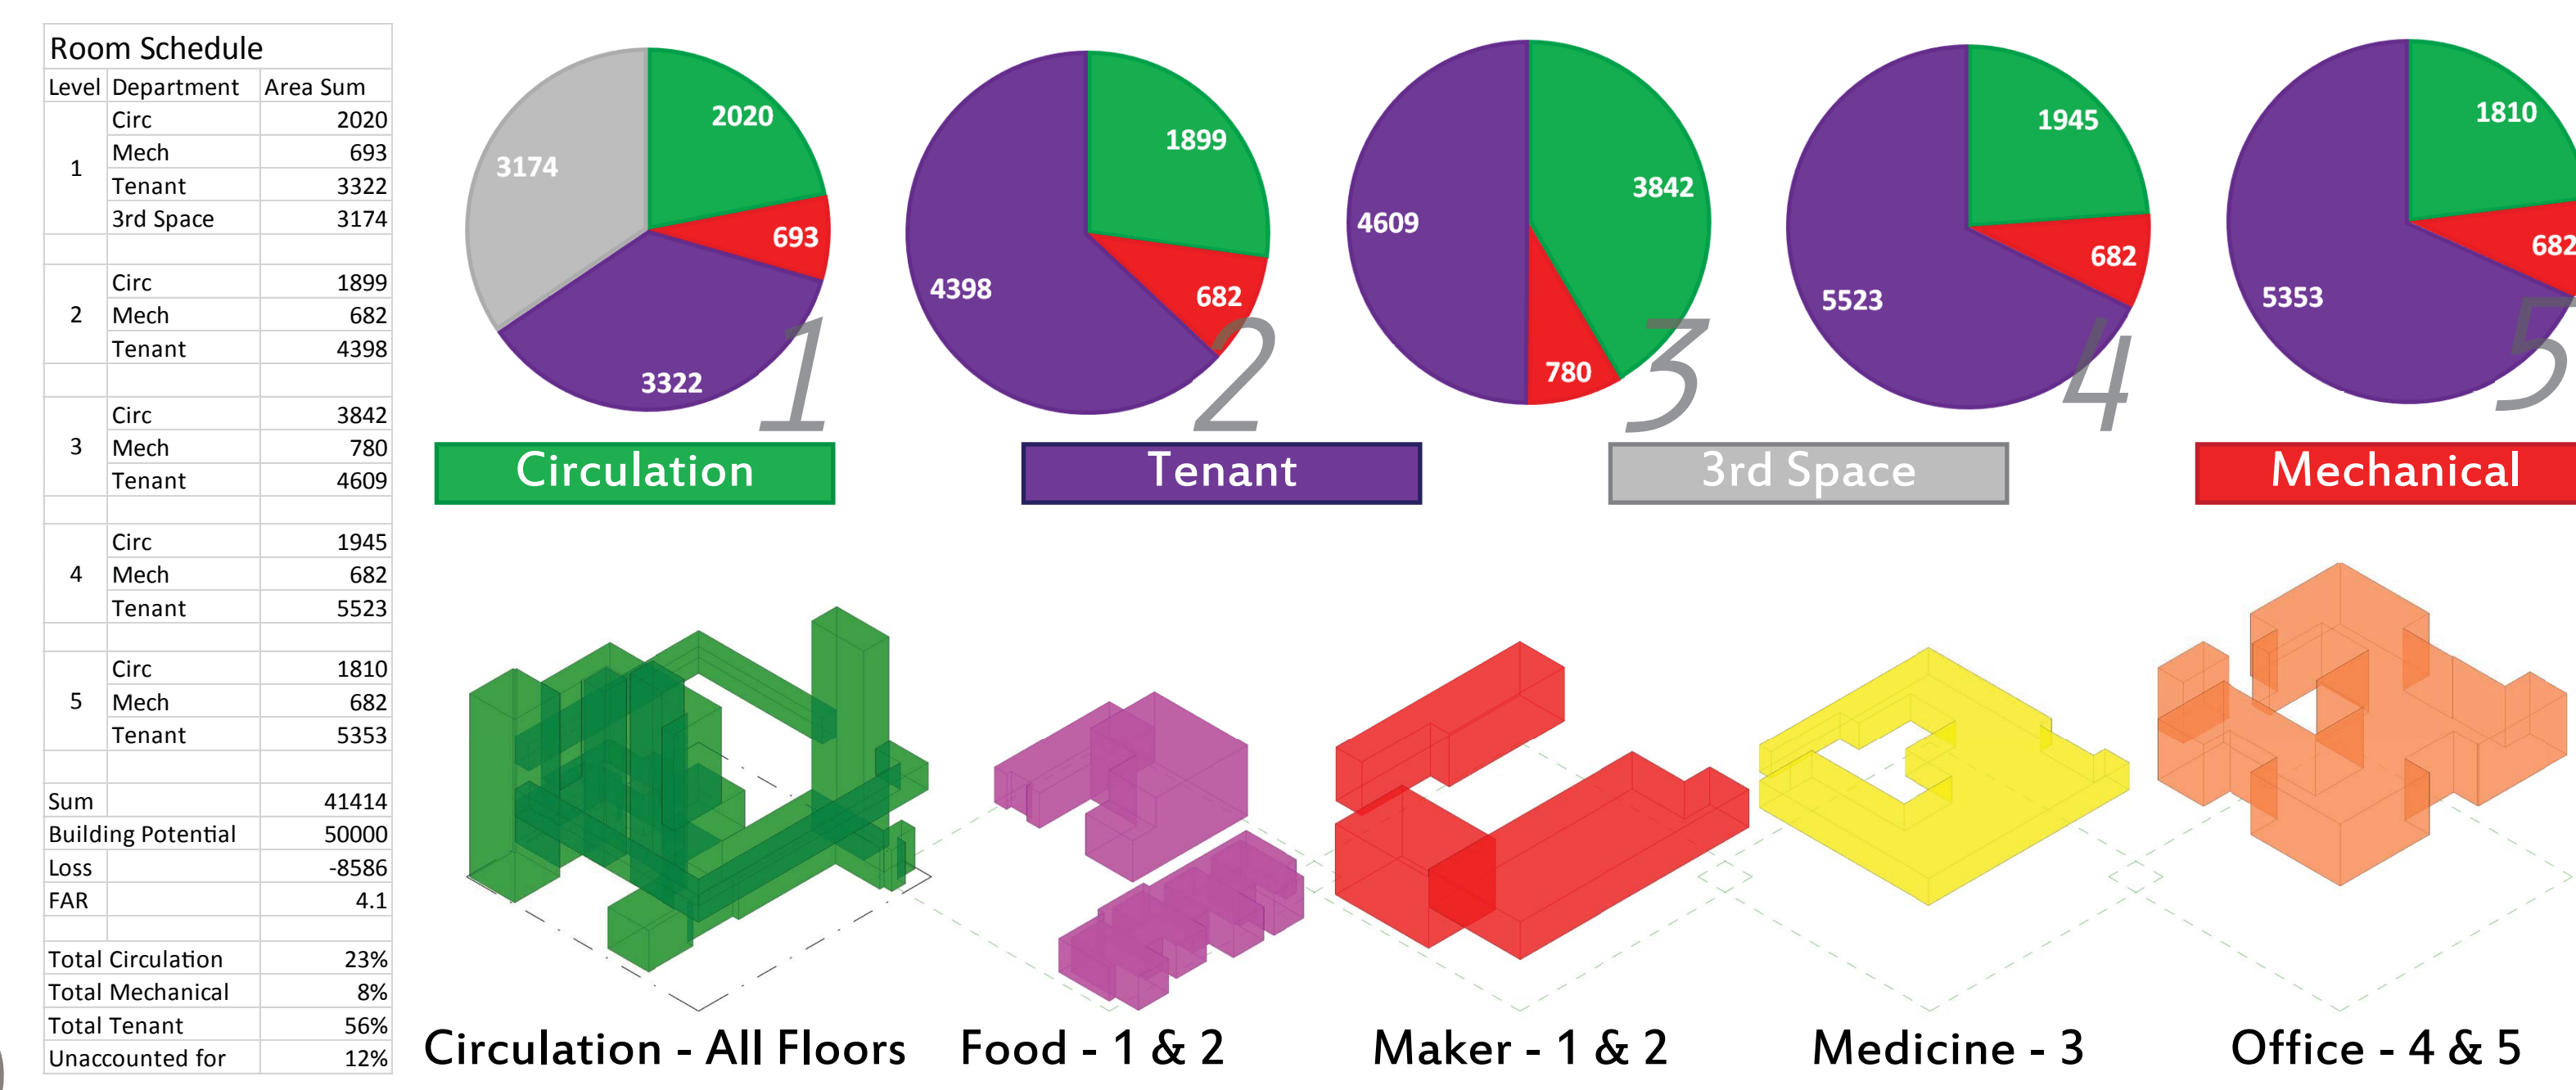 Room Schedule
Level Department Area Sum
1
Circ 2020
Mech 693
Tenant 3322
3rd Space 3174
2
Circ 1899
Mech 682
Tenant 4398
3
Circ 3842
Mech 780
Tenant 4609
4
Circ 1945
Mech 682
Tenant 5523
5
Circ 1810
Mech 682
Tenant 5353
Sum 41414
Building Potential 50000
Loss -8586
FAR 4.1
Total Circulation 23%
Total Mechanical 8%
Total Tenant 56%
Unaccounted for 12%
2020
693
3322
3174
1
1899
682
4398
2
3842
780
4609
3
1945
682
5523
4
1810
682
5353
5
Circulation
Tenant
3rd Space
Mechanical
Circulation - All Floors
Food - 1 & 2
Maker - 1 & 2
Medicine - 3
Office - 4 & 5